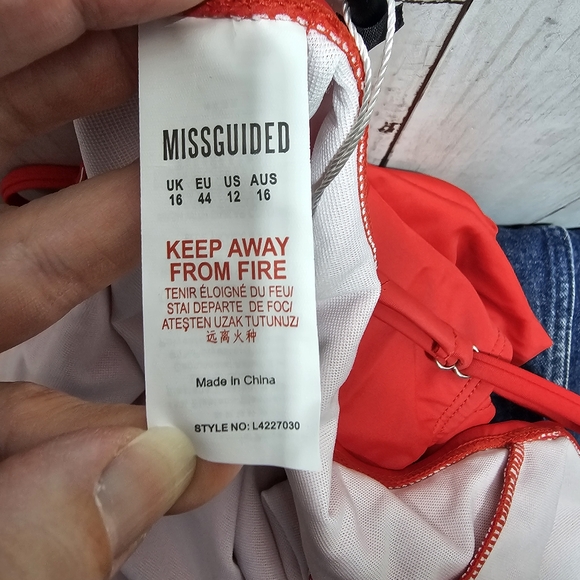 MISSGUIDED
UK EU US AUS
16 44 12 16
KEEP AWAY
FROM FIRE
TENIR ÉLOIGNÉ DU FEU/
STAI DEPARTE DE FOC/
ATEŞTEN UZAK TUTUNUZ/
远离火种
Made in China
STYLE NO: L4227030